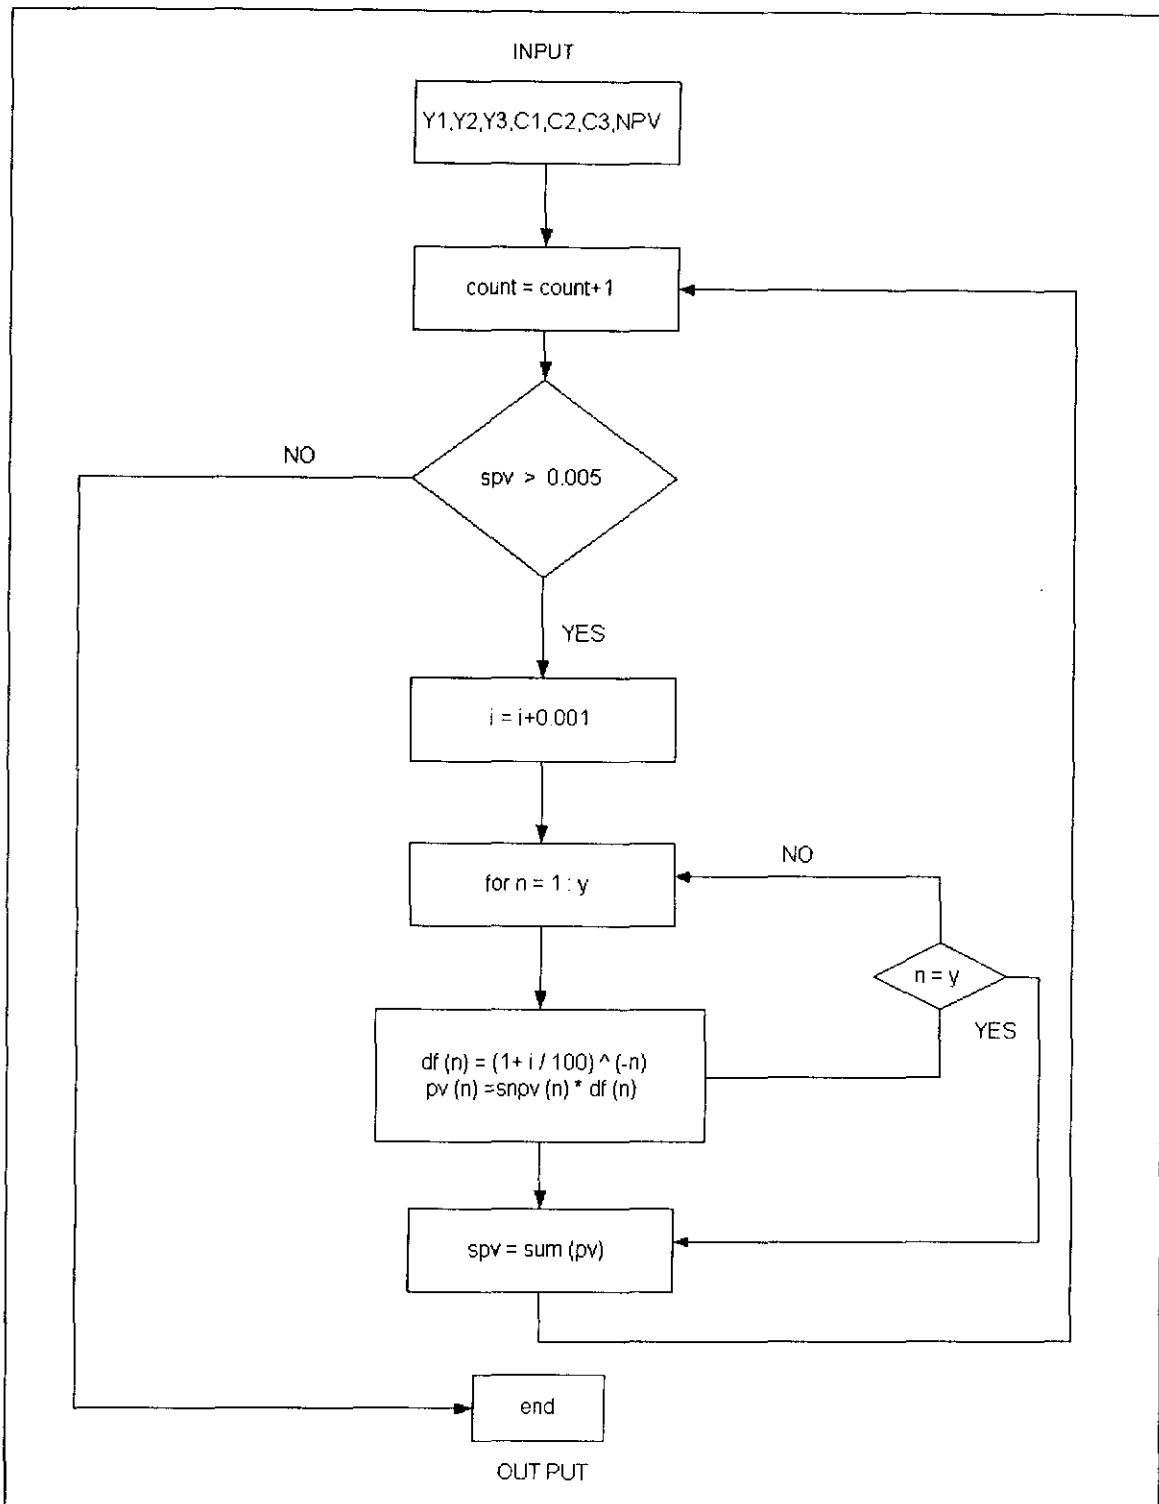 INPUT
Y1,Y2,Y3,C1,C2,C3,NPV
count = count+1
NO
spv > 0.005
YES
i = i+0.001
NO
for n = 1 : y
n = y
YES
df (n) = (1+ i / 100) ^ (-n)
pv (n) =snpv (n) * df (n)
spv = sum (pv)
end
OUT PUT